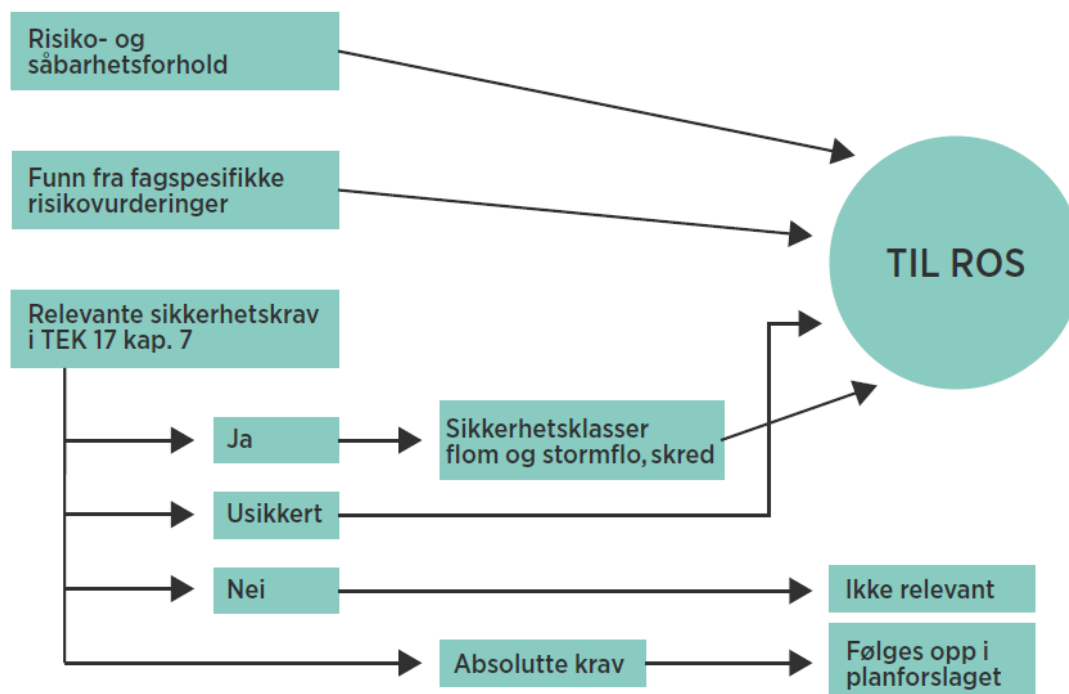 Risiko- og
såbarhetsforhold
Funn fra fagspesifikke
risikovurderinger
TIL ROS
Relevante sikkerhetskrav
i TEK 17 kap. 7
Ja
Sikkerhetsklasser
flom og stormflo, skred
Usikkert
Nei
Ikke relevant
Absolutte krav
Følges opp i
planforslaget